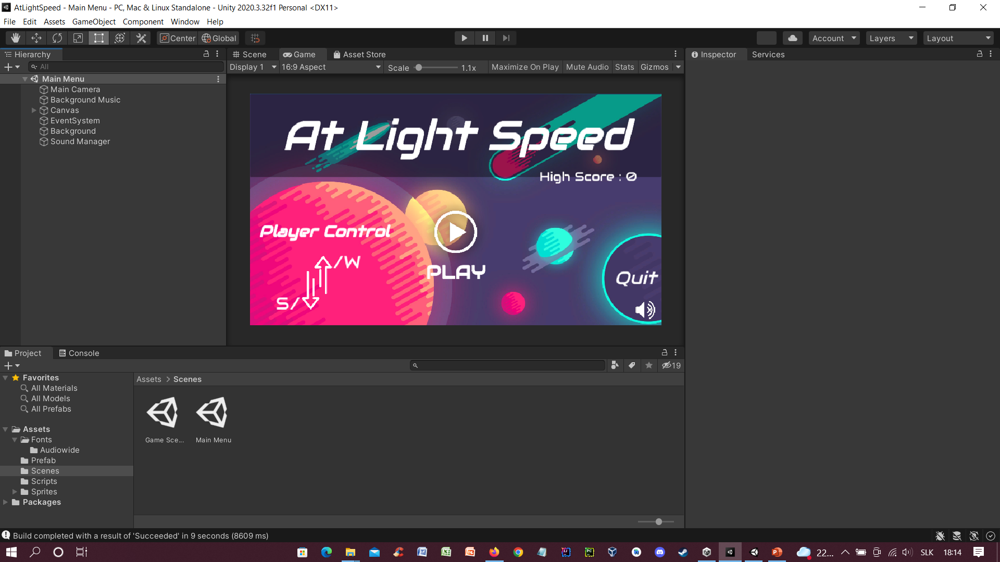 AtLightSpeed - Main Menu - PC, Mac & Linux Standalone - Unity 2020.3.32f1 Personal <DX11>
File Edit Assets GameObject Component Window Help
Center Global Account Layers Layout
Hierarchy
All
Main Menu
Main Camera
Background Music
Canvas
EventSystem
Background
Sound Manager
Scene Game Asset Store
Display 1 16:9 Aspect Scale 1.1x Maximize On Play Mute Audio Stats Gizmos
At Light Speed
High Score : 0
Player Control
/W
S/
PLAY
Quit
Inspector Services
Project Console
19
Favorites
All Materials
All Models
All Prefabs
Assets
Fonts
Audiowide
Prefab
Scenes
Scripts
Sprites
Packages
Assets > Scenes
Game Sce... Main Menu
Build completed with a result of 'Succeeded' in 9 seconds (8609 ms)
22... SLK 18:14